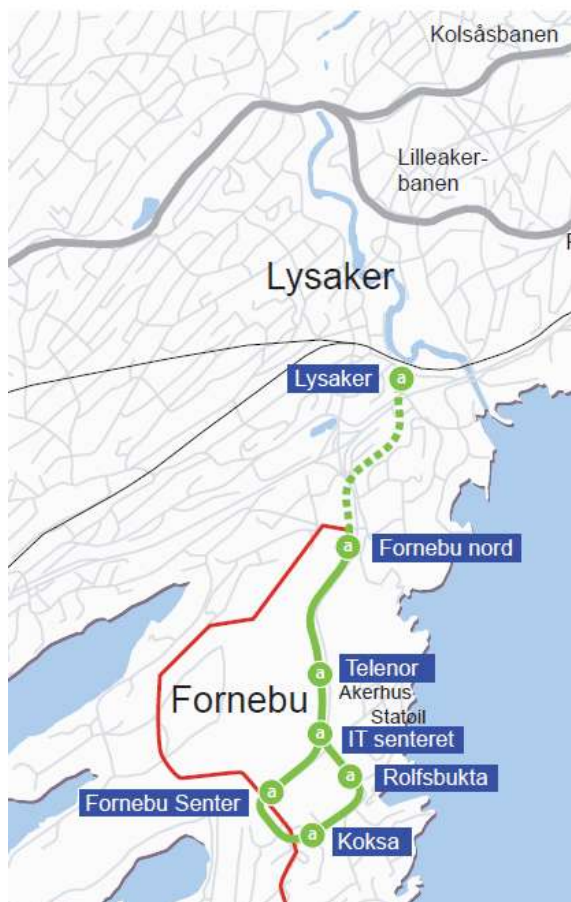 Kolsåsbanen
Lilleaker-
banen
Lysaker
Lysaker
a
a
Fornebu nord
a
Telenor
Akerhus
Fornebu
Statoil
a
IT senteret
a
Rolfsbukta
a
Fornebu Senter
a
Koksa